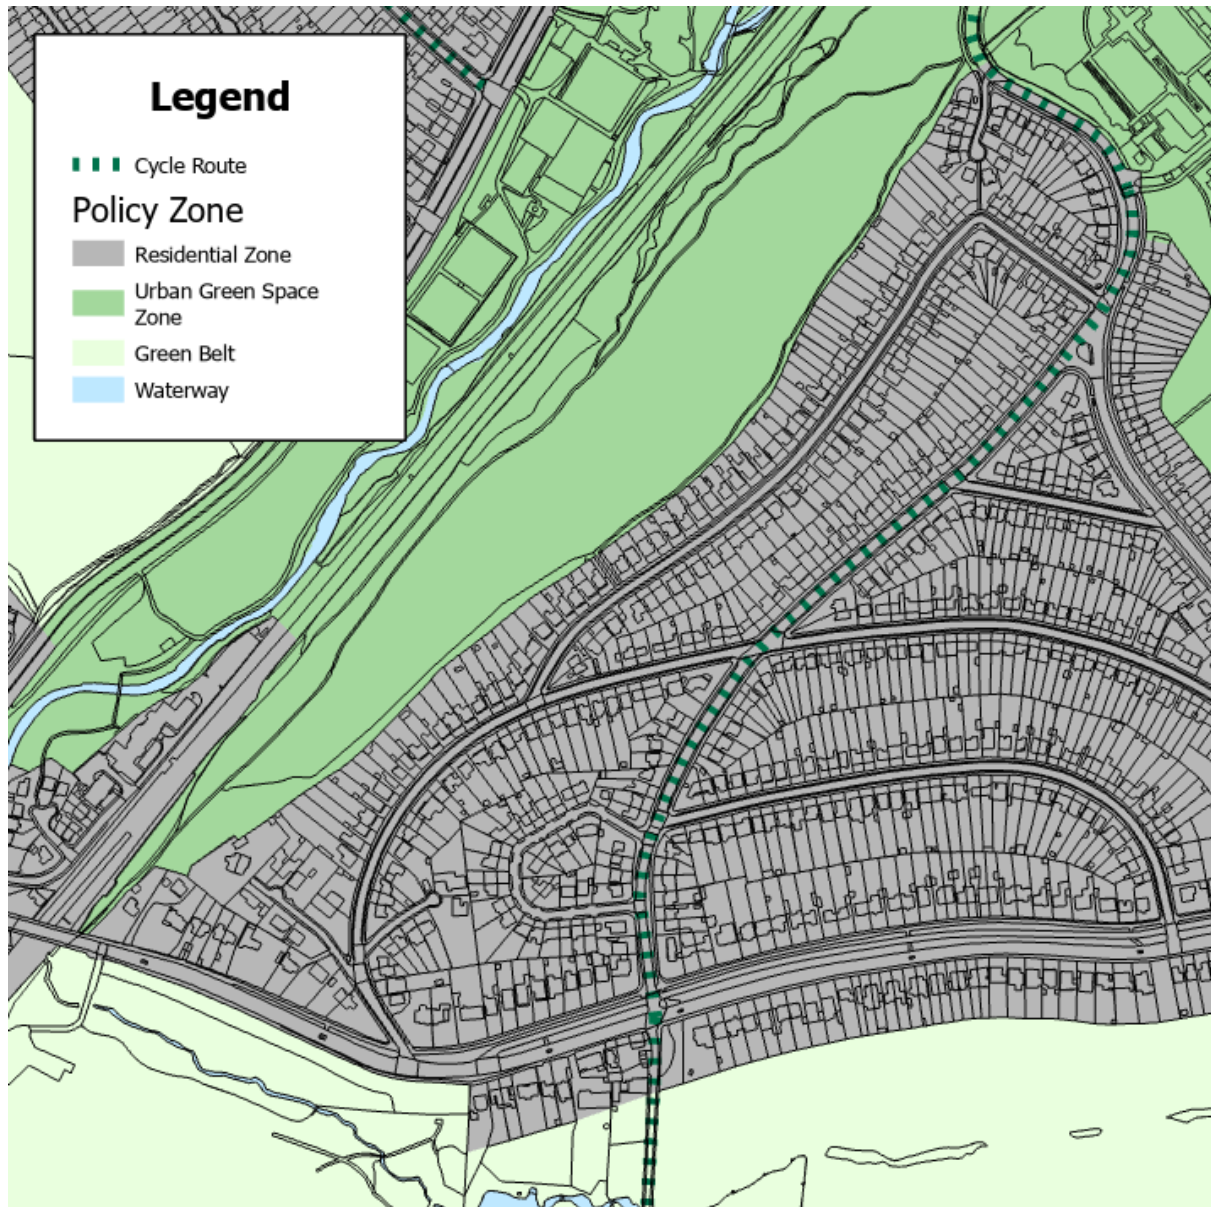 Legend
Cycle Route
Policy Zone
Residential Zone
Urban Green Space
Zone
Green Belt
Waterway